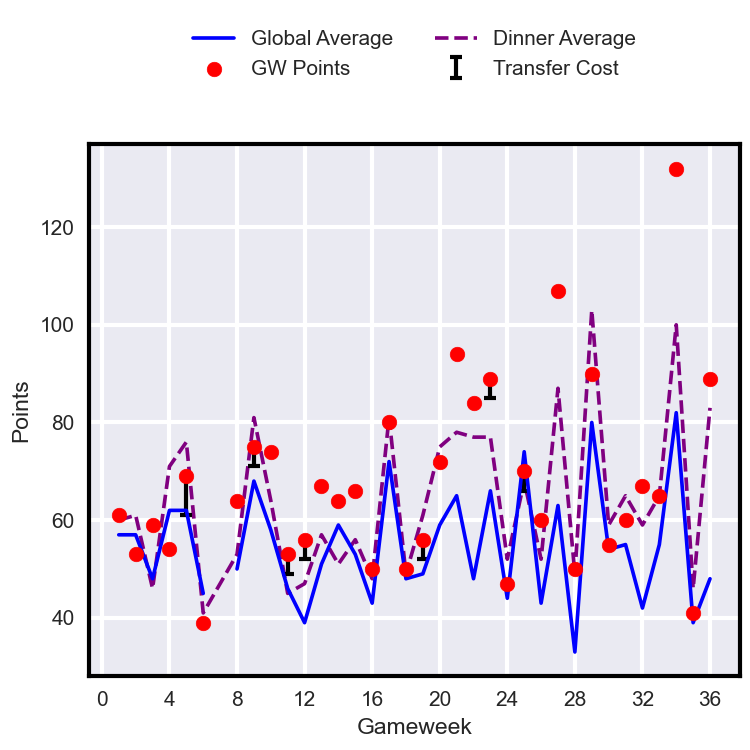 Global Average
Dinner Average
GW Points
Transfer Cost
120
100
80
60
40
Points
0 4 8 12 16 20 24 28 32 36
Gameweek